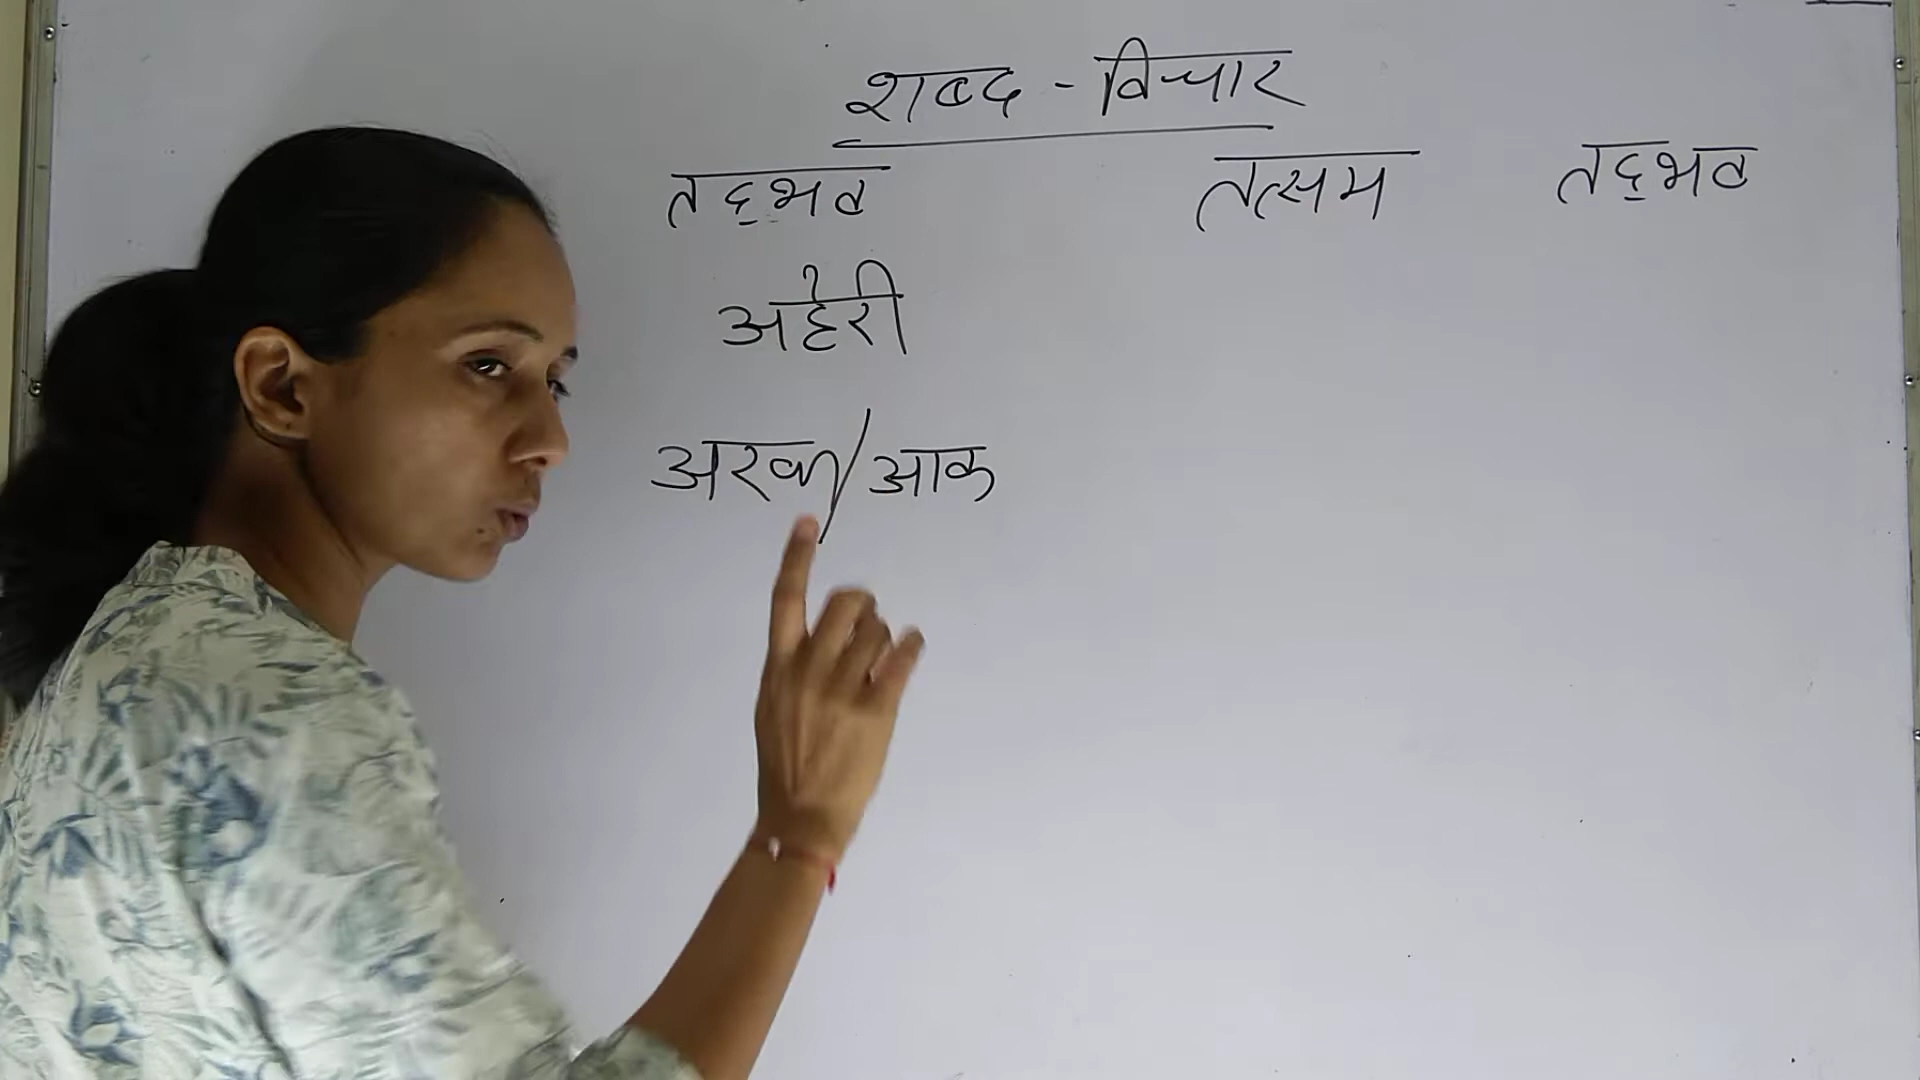 शब्द - विचार
तद्भव तत्सम तद्भव
अहेरी
अरक/आक